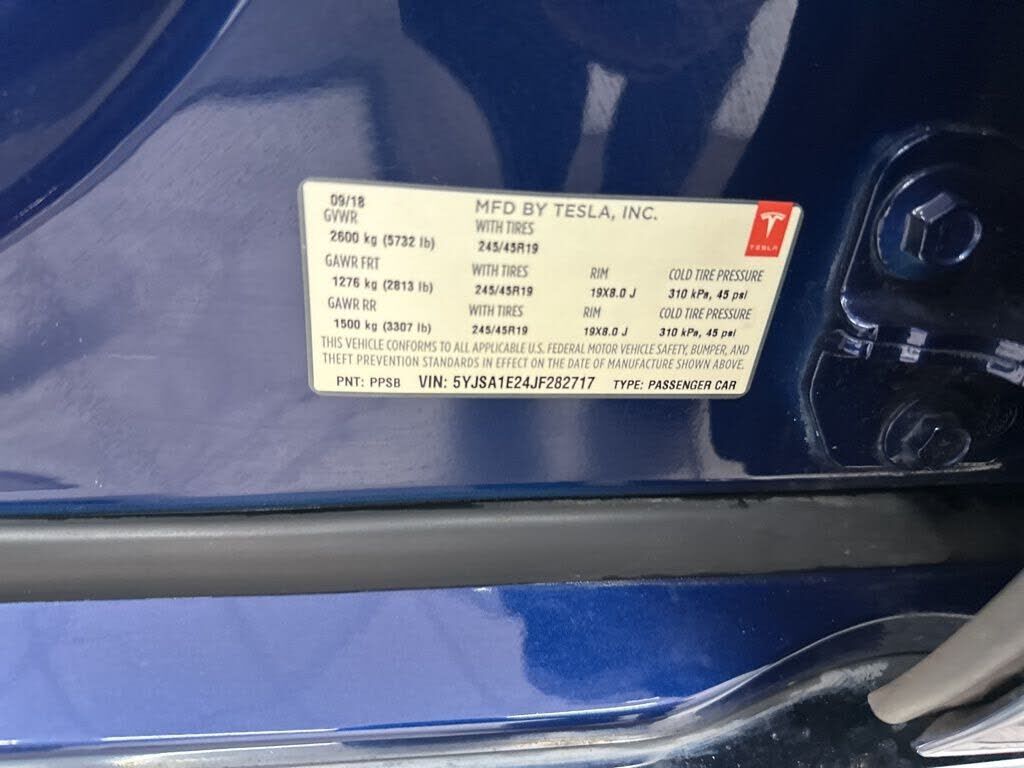 09/18
MFD BY TESLA, INC.
GVWR WITH TIRES
2600 kg (5732 lb) 245/45R19
TESLA
GAWR FRT WITH TIRES RIM COLD TIRE PRESSURE
1276 kg (2813 lb) 245/45R19 19X8.0 J 310 kPa, 45 psi
GAWR RR WITH TIRES RIM COLD TIRE PRESSURE
1500 kg (3307 lb) 245/45R19 19X8.0 J 310 kPa, 45 psi
THIS VEHICLE CONFORMS TO ALL APPLICABLE U.S. FEDERAL MOTOR VEHICLE SAFETY, BUMPER, AND
THEFT PREVENTION STANDARDS IN EFFECT ON THE DATE OF MANUFACTURE SHOWN ABOVE.
PNT: PPSB VIN: 5YJSA1E24JF282717 TYPE: PASSENGER CAR